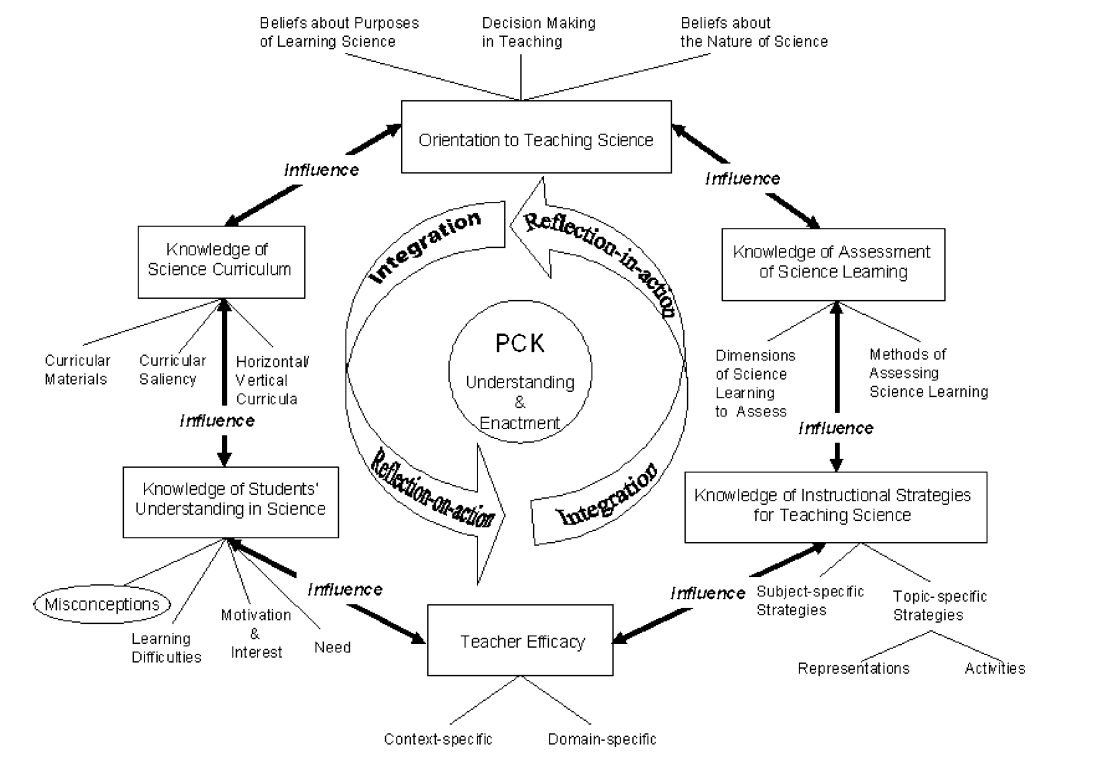 Beliefs about Purposes
of Learning Science
Decision Making
in Teaching
Beliefs about
the Nature of Science
Orientation to Teaching Science
Influence
Influence
Integration
Reflection-in-action
Knowledge of
Science Curriculum
Knowledge of Assessment
of Science Learning
PCK
Understanding
&
Enactment
Curricular
Materials
Curricular
Saliency
Horizontal/
Vertical
Curricula
Dimensions
of Science
Learning
to Assess
Methods of
Assessing
Science Learning
Influence
Influence
Reflection-on-action
Integration
Knowledge of Students'
Understanding in Science
Knowledge of Instructional Strategies
for Teaching Science
Influence
Influence
Misconceptions
Learning
Difficulties
Motivation
&
Interest
Need
Teacher Efficacy
Subject-specific
Strategies
Topic-specific
Strategies
Representations
Activities
Context-specific
Domain-specific